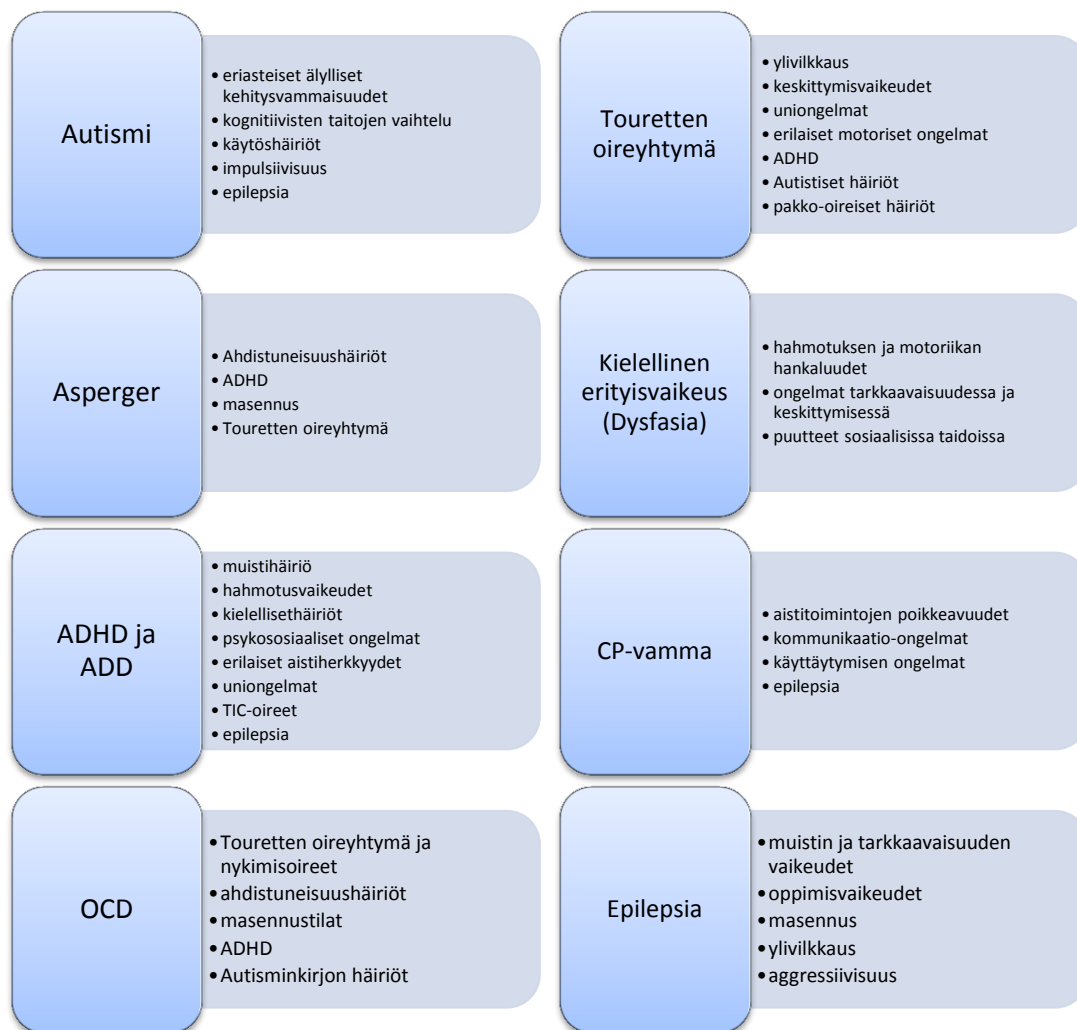 Autismi
• eriasteiset älylliset
kehitysvammaisuudet
• kognitiivisten taitojen vaihtelu
• käytöshäiriöt
• impulsiivisuus
• epilepsia
Touretten
oireyhtymä
• ylivilkkaus
• keskittymisvaikeudet
• uniongelmat
• erilaiset motoriset ongelmat
• ADHD
• Autistiset häiriöt
• pakko-oireiset häiriöt
Asperger
• Ahdistuneisuushäiriöt
• ADHD
• masennus
• Touretten oireyhtymä
Kielellinen
erityisvaikeus
(Dysfasia)
• hahmotuksen ja motoriikan
hankaluudet
• ongelmat tarkkaavaisuudessa ja
keskittymisessä
• puutteet sosiaalisissa taidoissa
ADHD ja
ADD
• muistihäiriö
• hahmotusvaikeudet
• kielellisethäiriöt
• psykososiaaliset ongelmat
• erilaiset aistiherkkyydet
• uniongelmat
• TIC-oireet
• epilepsia
CP-vamma
• aistitoimintojen poikkeavuudet
• kommunikaatio-ongelmat
• käyttäytymisen ongelmat
• epilepsia
OCD
• Touretten oireyhtymä ja
nykimisoireet
• ahdistuneisuushäiriöt
• masennustilat
• ADHD
• Autisminkirjon häiriöt
Epilepsia
• muistin ja tarkkaavaisuuden
vaikeudet
• oppimisvaikeudet
• masennus
• ylivilkkaus
• aggressiivisuus